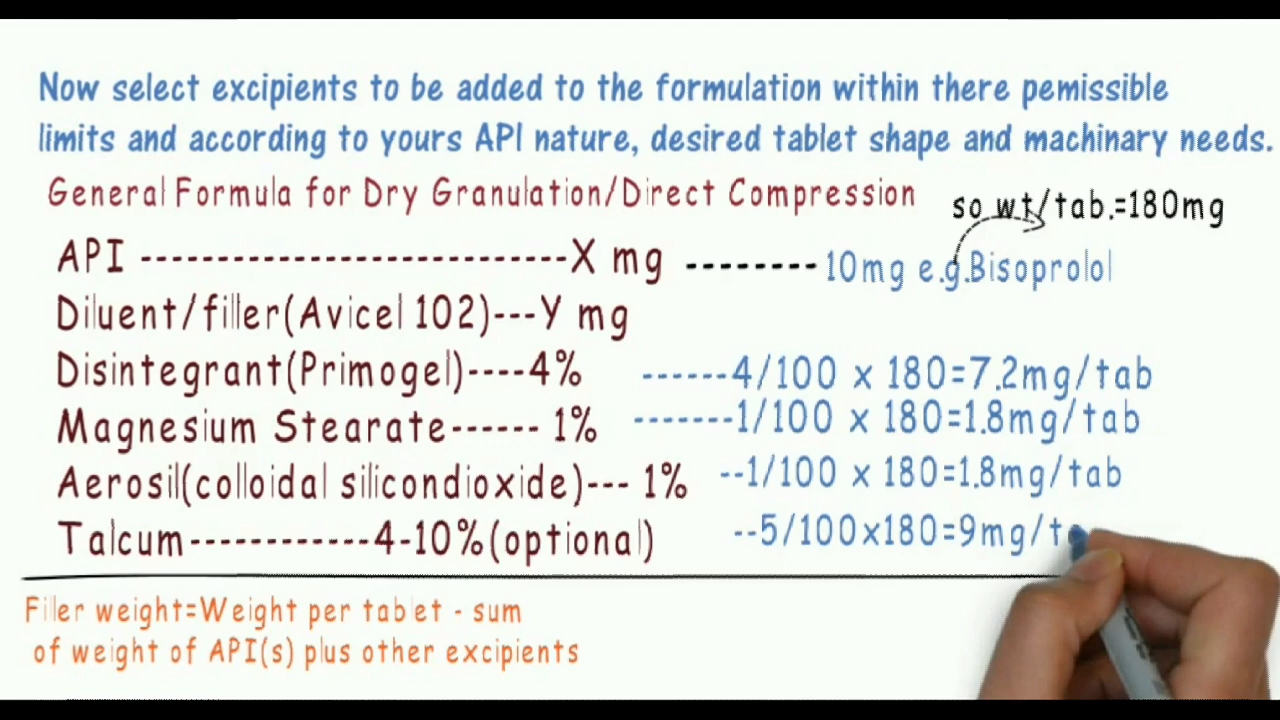 Now select excipients to be added to the formulation within there pemissible
limits and according to yours API nature, desired tablet shape and machinary needs.
General Formula for Dry Granulation/Direct Compression
so wt/tab.=180mg
API ----------------------------X mg --------10mg e.g.Bisoprolol
Diluent/filler(Avicel 102)---Y mg
Disintegrant(Primogel)----4% ------4/100 x 180=7.2mg/tab
Magnesium Stearate------ 1% -------1/100 x 180=1.8mg/tab
Aerosil(colloidal silicondioxide)--- 1% --1/100 x 180=1.8mg/tab
Talcum------------4-10%(optional) --5/100x180=9mg/t
Filler weight=Weight per tablet - sum
of weight of API(s) plus other excipients